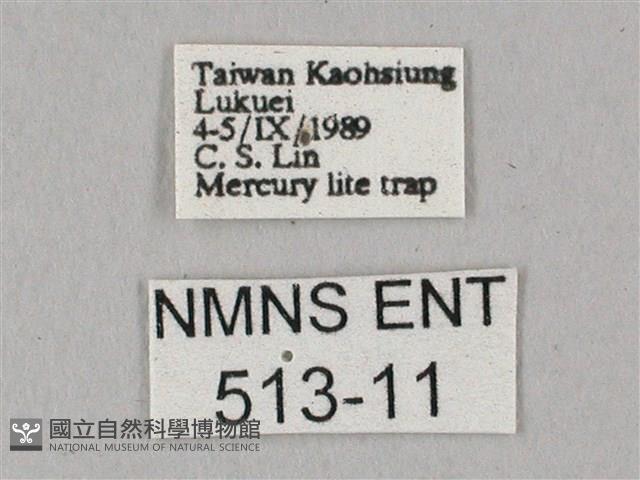 Taiwan Kaohsiung
Lukuei
4-5/IX/1989
C. S. Lin
Mercury lite trap
NMNS ENT
513-11
國立自然科學博物館
NATIONAL MUSEUM OF NATURAL SCIENCE